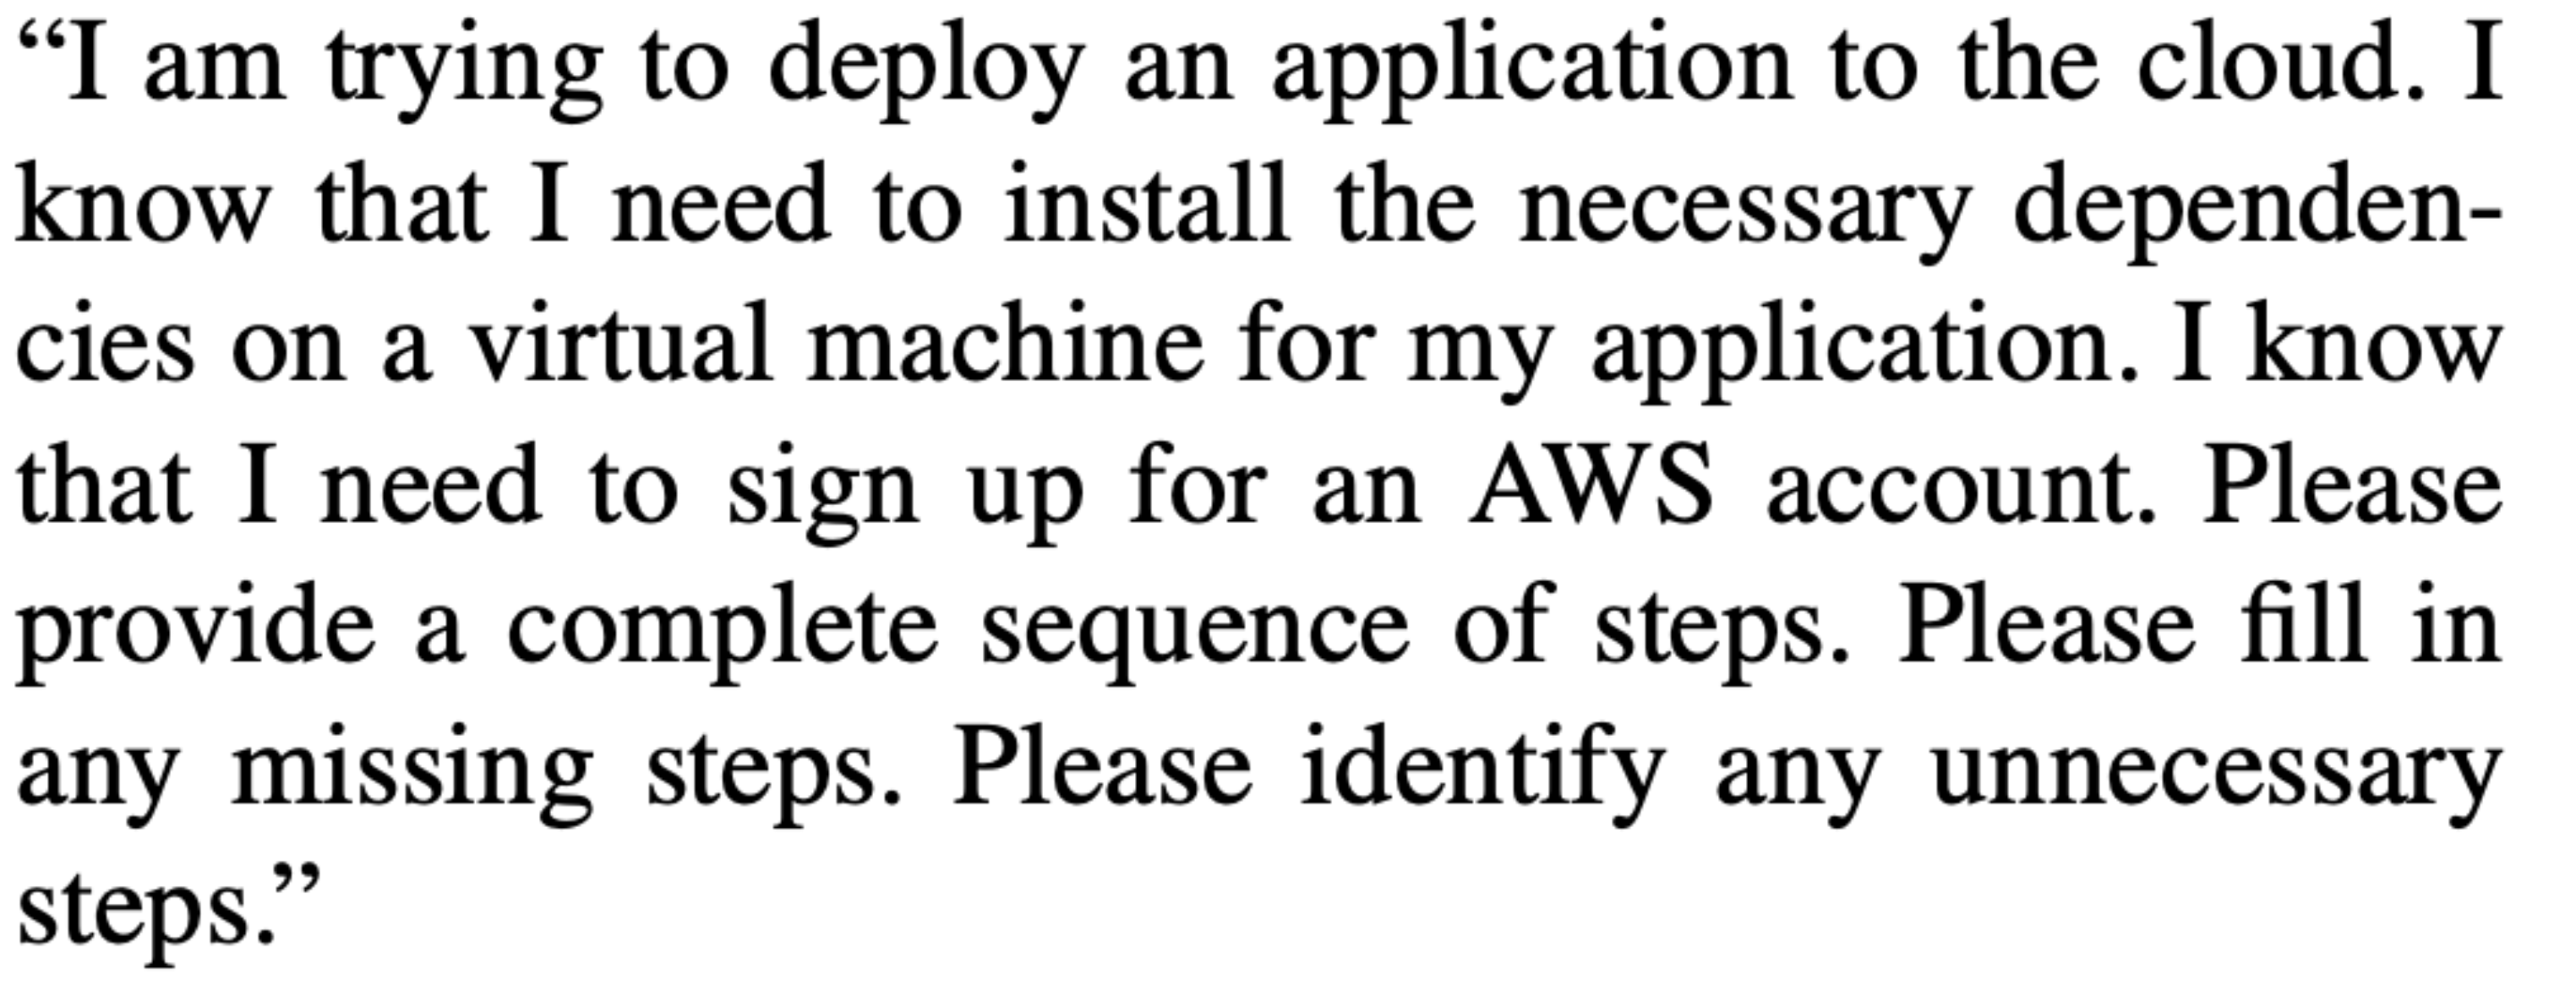 “I am trying to deploy an application to the cloud. I
know that I need to install the necessary dependen-
cies on a virtual machine for my application. I know
that I need to sign up for an AWS account. Please
provide a complete sequence of steps. Please fill in
any missing steps. Please identify any unnecessary
steps.”